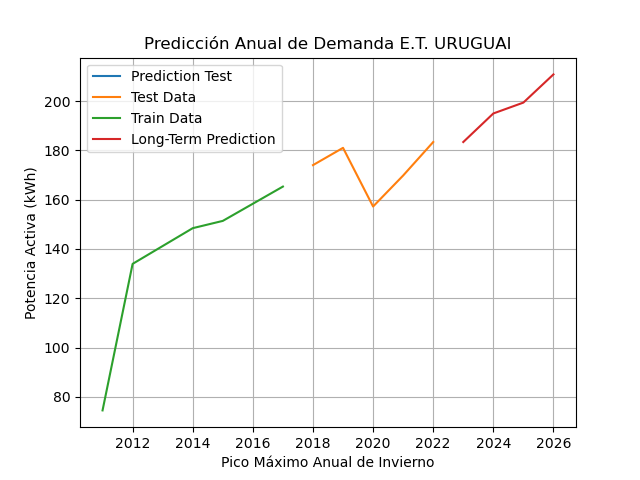 Predicción Anual de Demanda E.T. URUGUAI
Prediction Test
Test Data
Train Data
Long-Term Prediction
Potencia Activa (kWh)
200
180
160
140
120
100
80
2012 2014 2016 2018 2020 2022 2024 2026
Pico Máximo Anual de Invierno